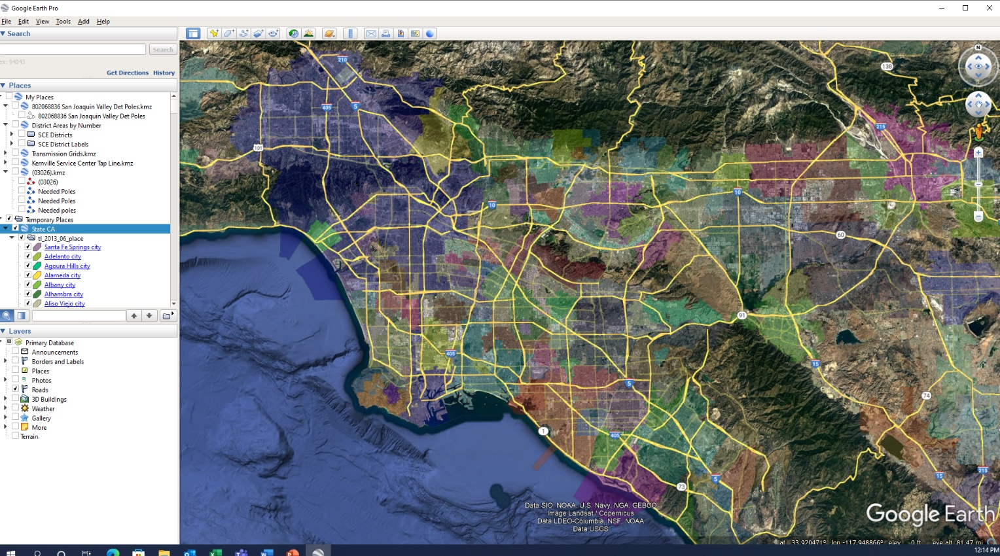 Google Earth Pro
File Edit View Tools Add Help
Search
Search
ex: 94043
Get Directions History
Places
My Places
802068836 San Joaquin Valley Det Poles.kmz
802068836 San Joaquin Valley Det Poles
District Areas by Number
SCE Districts
SCE District Labels
Transmission Grids.kmz
Kernville Service Center Tap Line.kmz
(03026).kmz
(03026)
Needed Poles
Needed Poles
Needed poles
Temporary Places
State CA
tl_2013_06_place
Santa Fe Springs city
Adelanto city
Agoura Hills city
Alameda city
Albany city
Alhambra city
Aliso Viejo city
Layers
Primary Database
Announcements
Borders and Labels
Places
Photos
Roads
3D Buildings
Weather
Gallery
More
Terrain
N
210
138
405
5
215
101
10
10
60
91
405
15
5
74
1
405
215
15
5
73
Data SIO, NOAA, U.S. Navy, NGA, GEBCO
Image Landsat / Copernicus
Data LDEO-Columbia, NSF, NOAA
Data USGS
Google Earth
lat 33.920471° lon -117.948866° elev 0 ft eye alt 81.47 mi
12:14 PM